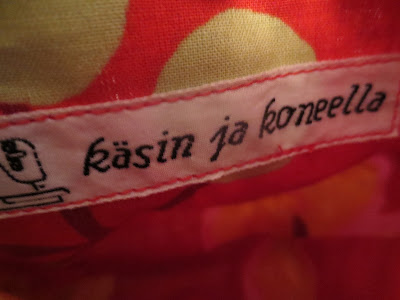 käsin ja koneella